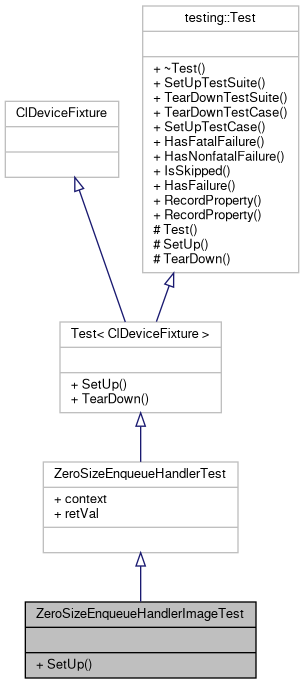 testing::Test
+ ~Test()
+ SetUpTestSuite()
+ TearDownTestSuite()
+ TearDownTestCase()
+ SetUpTestCase()
+ HasFatalFailure()
+ HasNonfatalFailure()
+ IsSkipped()
+ HasFailure()
+ RecordProperty()
+ RecordProperty()
# Test()
# SetUp()
# TearDown()
ClDeviceFixture
Test< ClDeviceFixture >
+ SetUp()
+ TearDown()
ZeroSizeEnqueueHandlerTest
+ context
+ retVal
ZeroSizeEnqueueHandlerImageTest
+ SetUp()